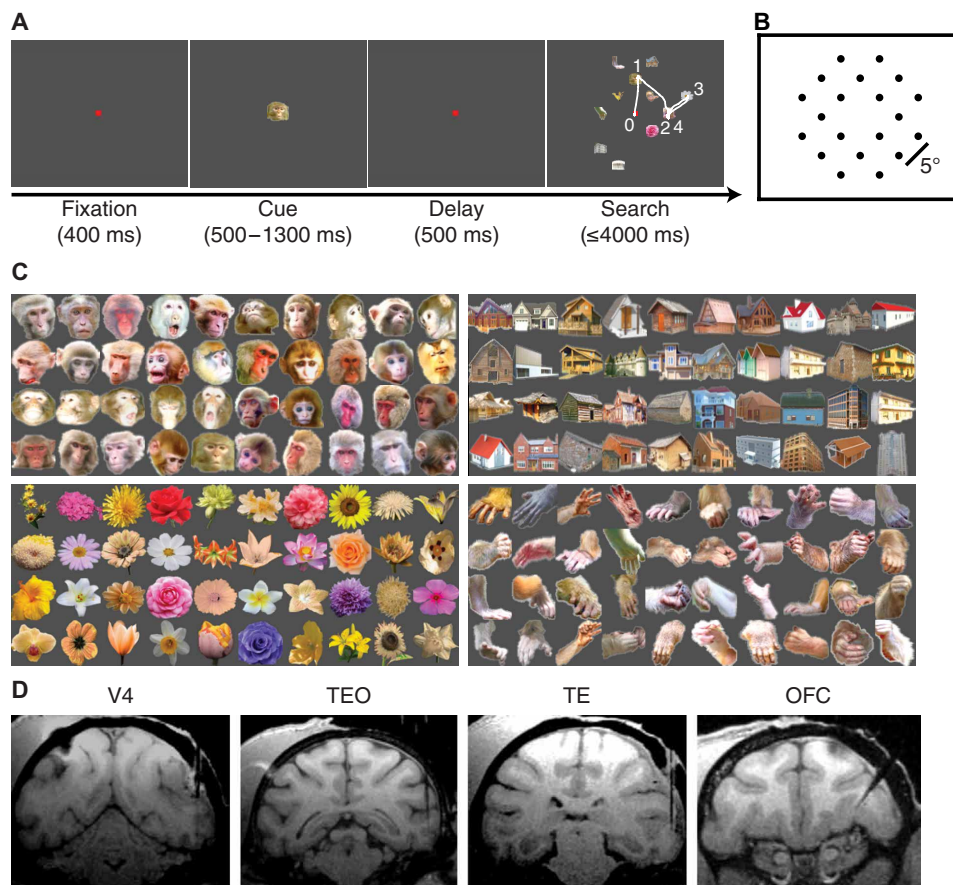 A
B
1
3
0
2 4
5°
Fixation
(400 ms)
Cue
(500–1300 ms)
Delay
(500 ms)
Search
(≤4000 ms)
C
D
V4
TEO
TE
OFC